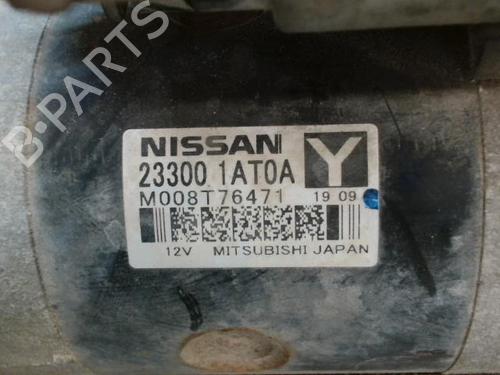 B-PARTS
NISSAN
23300 1AT0A
Y
M008T76471 19 09
12V MITSUBISHI JAPAN